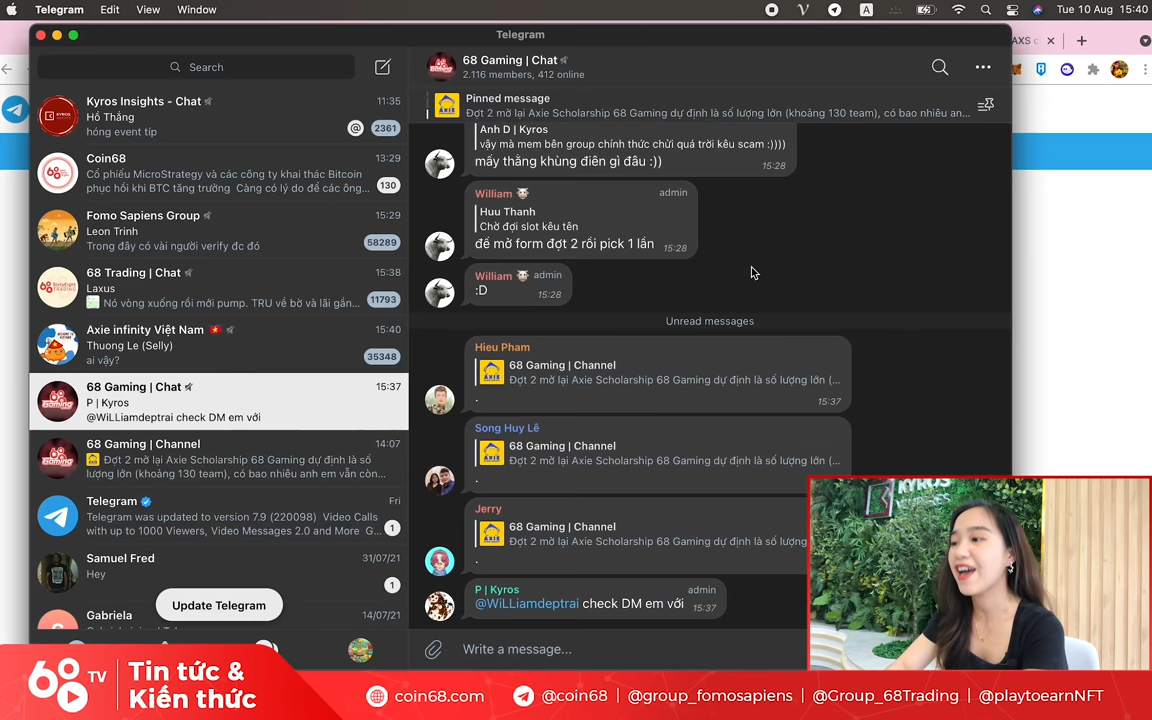 Telegram Edit View Window
Tue 10 Aug 15:40
Telegram
AXS c
Search
Kyros Insights - Chat 11:35
Hồ Thắng
hóng event típ @ 2361
Coin68 13:29
Cổ phiếu MicroStrategy và các công ty khai thác Bitcoin
phục hồi khi BTC tăng trưởng Càng có lý do để các ông... 130
Fomo Sapiens Group 15:29
Leon Trinh
Trong đây có vài người verify đc đó 58289
68 Trading | Chat 15:38
Laxus
Nó vòng xuống rồi mới pump. TRU về bờ và lãi gần... 11793
Axie infinity Việt Nam 15:40
Thuong Le (Selly)
ai vậy? 35348
68 Gaming | Chat 15:37
P | Kyros
@WiLLiamdeptrai check DM em với
68 Gaming | Channel 14:07
Đợt 2 mở lại Axie Scholarship 68 Gaming dự định là số
lượng lớn (khoảng 130 team), có bao nhiêu anh em vẫn còn...
Telegram Fri
Telegram was updated to version 7.9 (220098) Video Calls
with up to 1000 Viewers, Video Messages 2.0 and More G... 1
Samuel Fred 31/07/21
Hey 1
Gabriela 14/07/21
Update Telegram
68 Gaming | Chat
2.116 members, 412 online
Pinned message
Đợt 2 mở lại Axie Scholarship 68 Gaming dự định là số lượng lớn (khoảng 130 team), có bao nhiêu an...
Anh D | Kyros
vậy mà mem bên group chính thức chửi quá trời kêu scam :))))
mấy thằng khùng điên gì đâu :)) 15:28
William admin
Huu Thanh
Chờ đợi slot kêu tên
để mở form đợt 2 rồi pick 1 lần 15:28
William admin
:D 15:28
Unread messages
Hieu Pham
68 Gaming | Channel
Đợt 2 mở lại Axie Scholarship 68 Gaming dự định là số lượng lớn (...
. 15:37
Song Huy Lê
68 Gaming | Channel
Đợt 2 mở lại Axie Scholarship 68 Gaming dự định là số lượng lớn (...
.
Jerry
68 Gaming | Channel
Đợt 2 mở lại Axie Scholarship 68 Gaming dự định là số lượng
.
P | Kyros admin
@WiLLiamdeptrai check DM em với 15:37
Write a message...
KYROS
68 TV
Tin tức &
Kiến thức
coin68.com @coin68 | @group_fomosapiens | @Group_68Trading | @playtoearnNFT